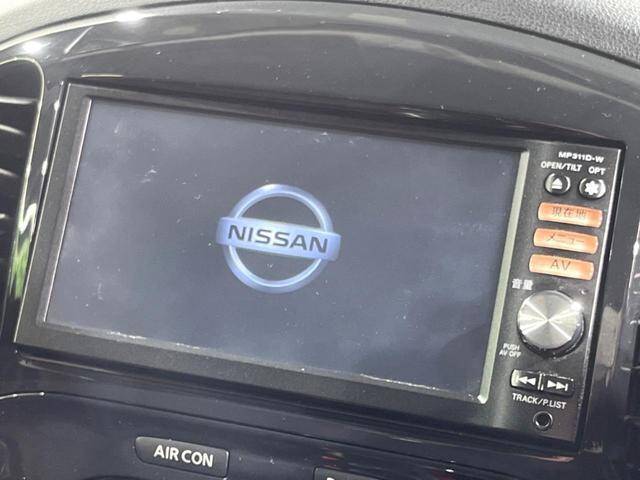 MP311D-W
OPEN/TILT OPT
現在地
メニュー
AV
音量
NISSAN
PUSH
AV OFF
TRACK/P.LIST
AIR CON